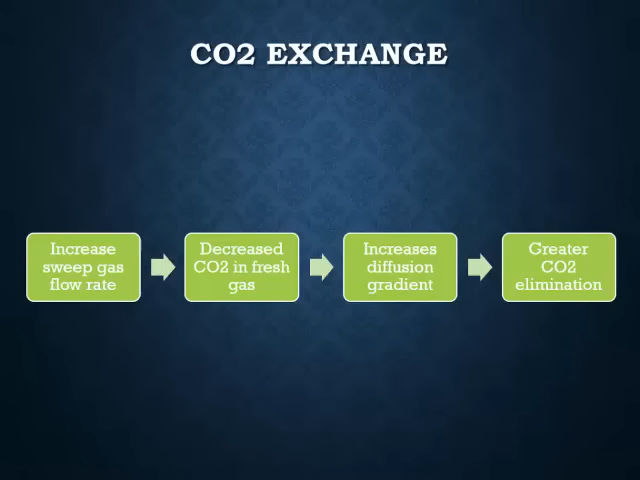 CO2 EXCHANGE
Increase
sweep gas
flow rate
Decreased
CO2 in fresh
gas
Increases
diffusion
gradient
Greater
CO2
elimination